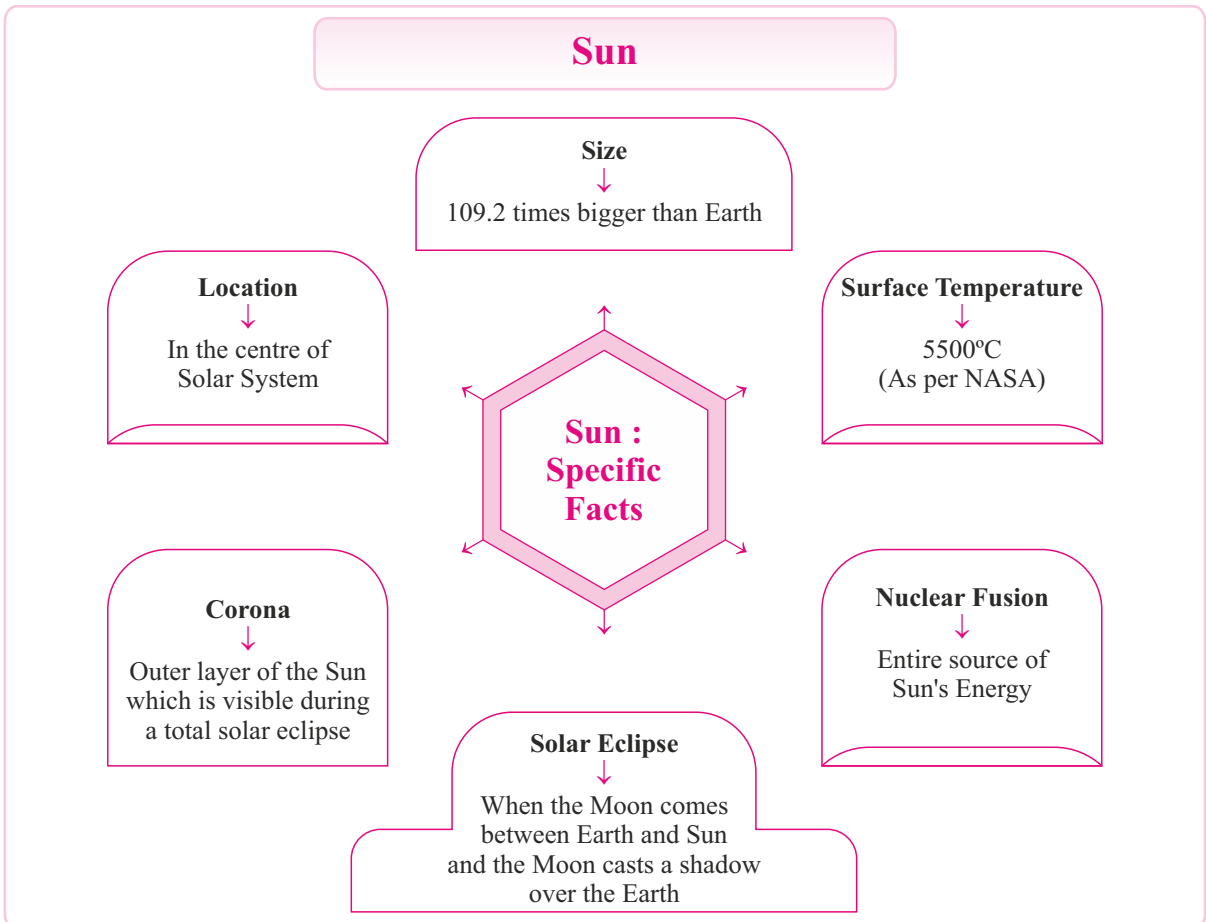 Sun
Size
↓
109.2 times bigger than Earth
Location
↓
In the centre of
Solar System
Surface Temperature
↓
5500ºC
(As per NASA)
Sun :
Specific
Facts
Corona
↓
Outer layer of the Sun
which is visible during
a total solar eclipse
Nuclear Fusion
↓
Entire source of
Sun's Energy
Solar Eclipse
↓
When the Moon comes
between Earth and Sun
and the Moon casts a shadow
over the Earth